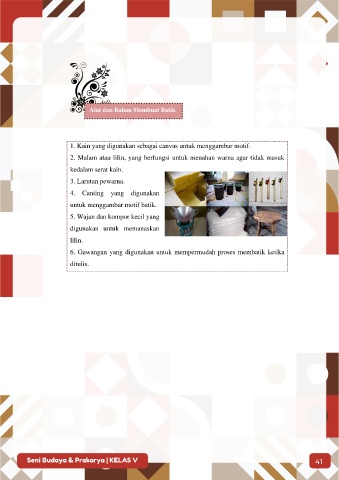 Alat dan Bahan Membuat Batik
1. Kain yang digunakan sebagai canvas untuk menggambar motif.
2. Malam atau lilin, yang berfungsi untuk menahan warna agar tidak masuk
kedalam serat kain.
3. Larutan pewarna.
4. Canting yang digunakan
untuk menggambar motif batik.
5. Wajan dan kompor kecil yang
digunakan untuk memanaskan
lilin.
6. Gawangan yang digunakan untuk mempermudah proses membatik ketika
ditulis.
Seni Budaya & Prakarya | KELAS V
41